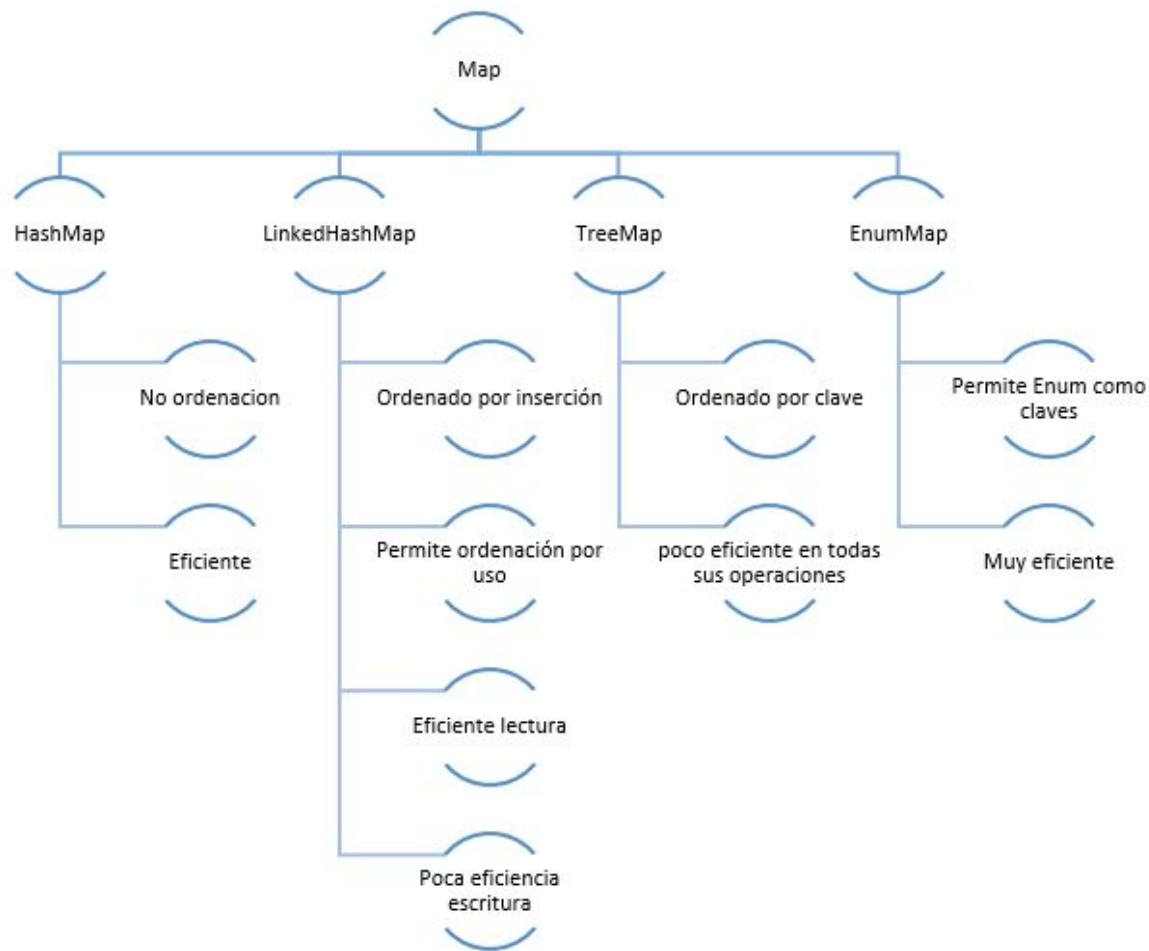 Map
HashMap
LinkedHashMap
TreeMap
EnumMap
No ordenacion
Ordenado por inserción
Ordenado por clave
Permite Enum como
claves
Eficiente
Permite ordenación por
uso
poco eficiente en todas
sus operaciones
Muy eficiente
Eficiente lectura
Poca eficiencia
escritura